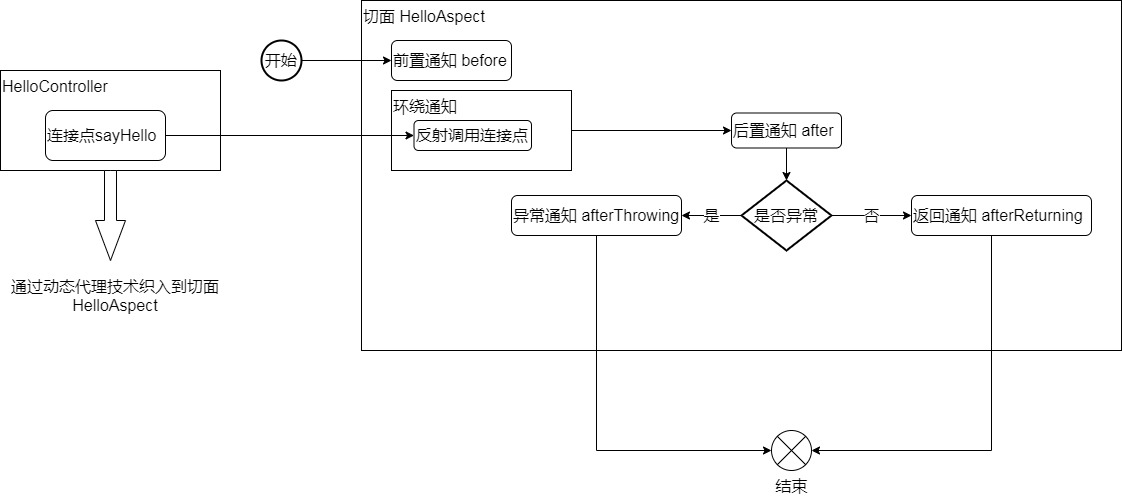 切面 HelloAspect
开始
前置通知 before
HelloController
连接点sayHello
环绕通知
反射调用连接点
后置通知 after
异常通知 afterThrowing
是
是否异常
否
返回通知 afterReturning
通过动态代理技术织入到切面
HelloAspect
结束